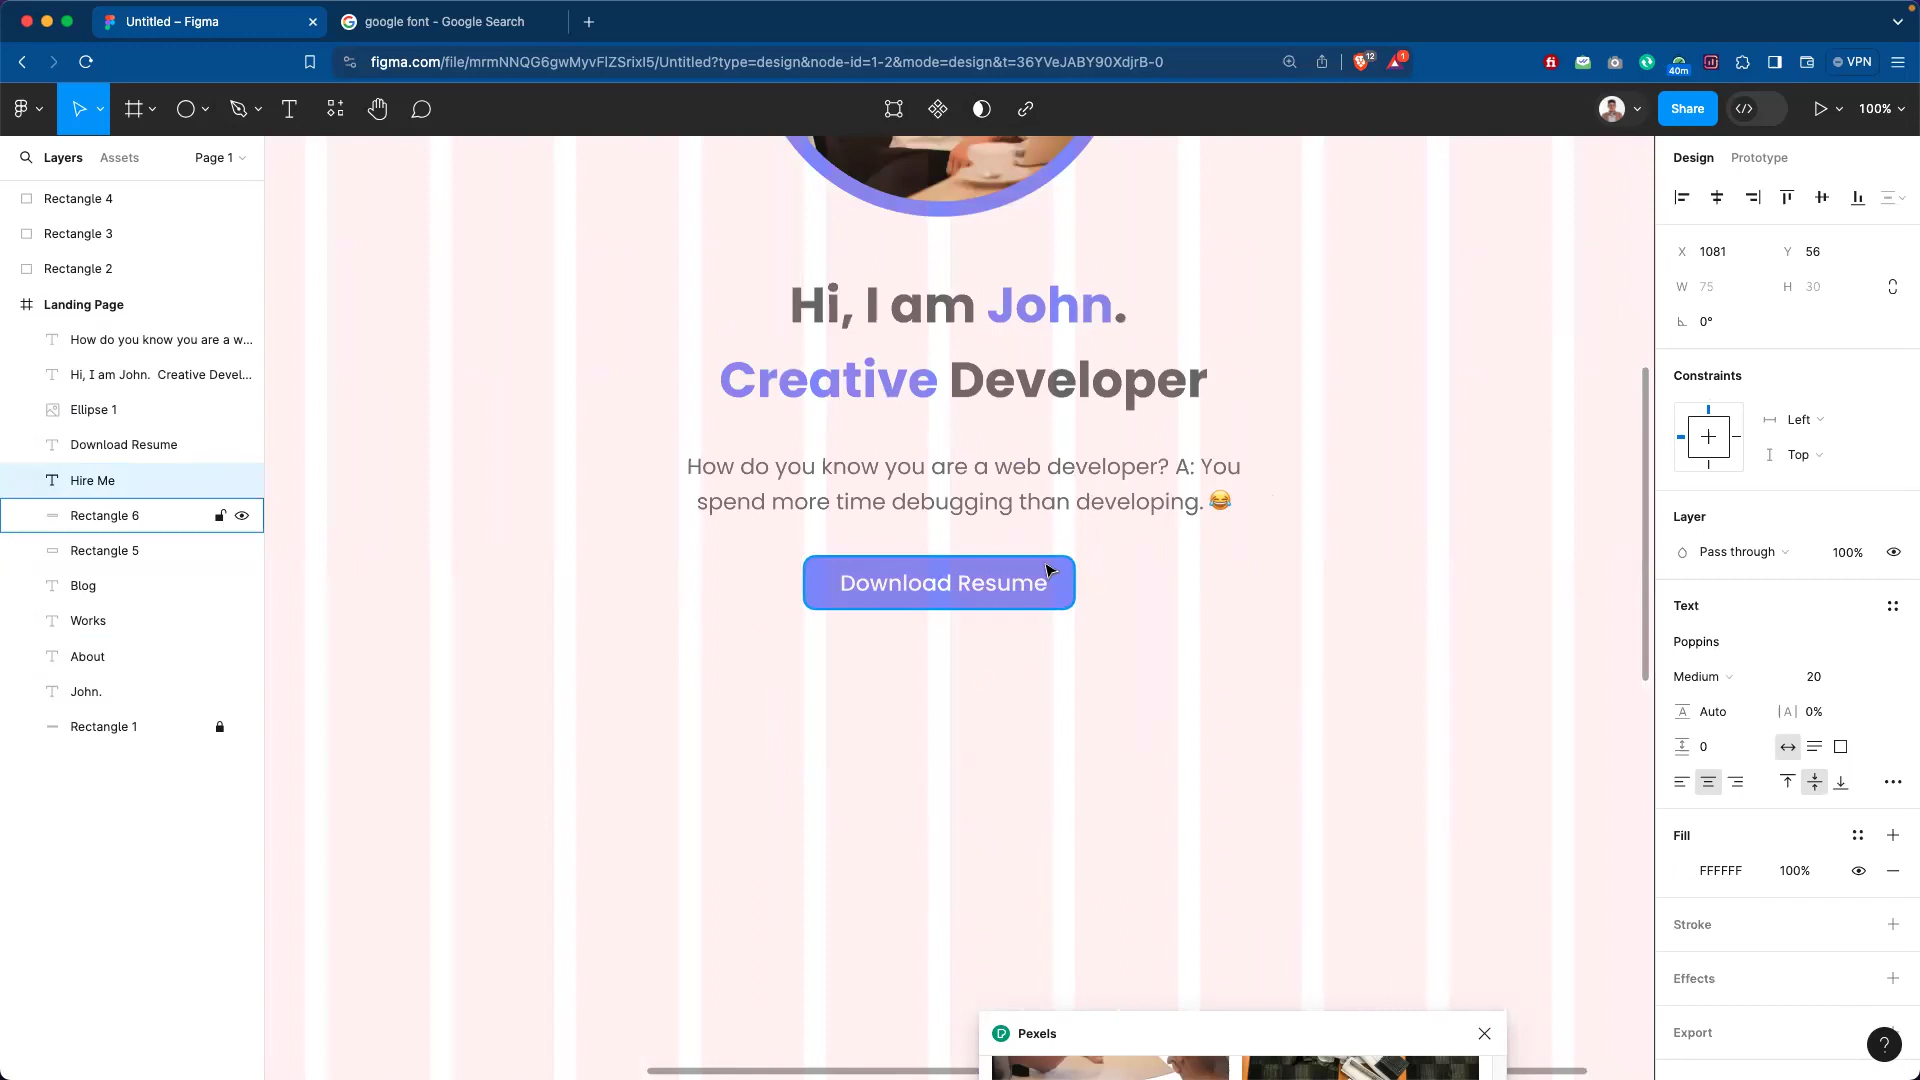 Untitled – Figma
google font - Google Search
figma.com/file/mrmNNQG6gwMyvFlZSrixl5/Untitled?type=design&node-id=1-2&mode=design&t=36YVeJABY90XdjrB-0
12
1
40m
VPN
Share
100%
Layers
Assets
Page 1
Rectangle 4
Rectangle 3
Rectangle 2
Landing Page
How do you know you are a w...
Hi, I am John. Creative Devel...
Ellipse 1
Download Resume
Hire Me
Rectangle 6
Rectangle 5
Blog
Works
About
John.
Rectangle 1
Hi, I am John.
Creative Developer
How do you know you are a web developer? A: You
spend more time debugging than developing. 😂
Download Resume
Pexels
Design
Prototype
X 1081
Y 56
W 75
H 30
0°
Constraints
Left
Top
Layer
Pass through
100%
Text
Poppins
Medium
20
A Auto
|A| 0%
0
Fill
FFFFFF
100%
Stroke
Effects
Export
?